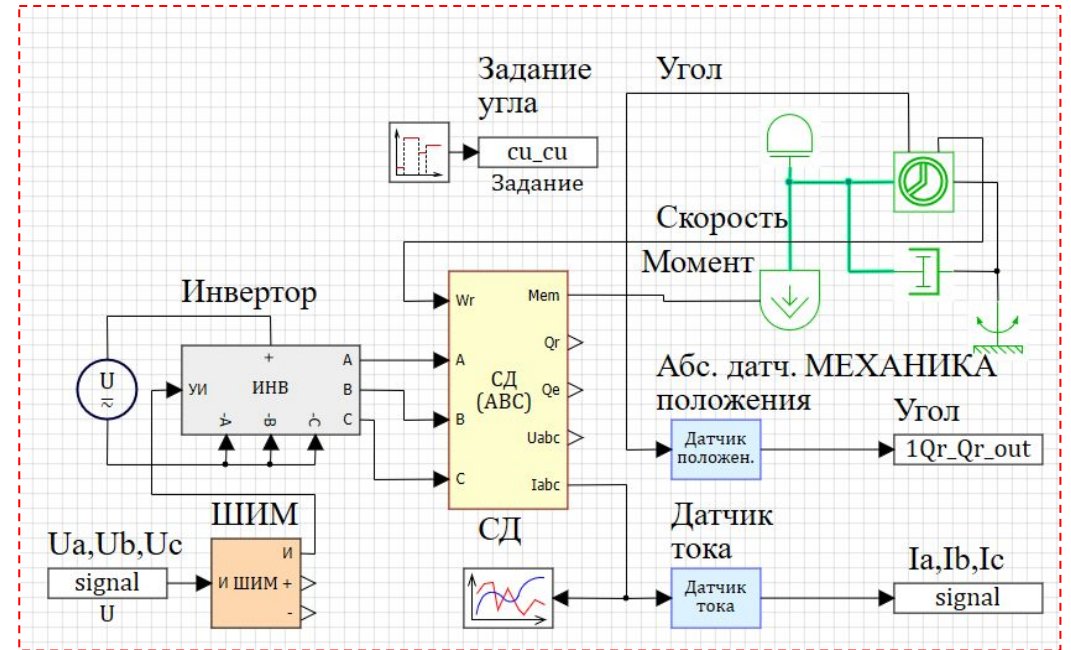 Задание
угла
Угол
cu_cu
Задание
Скорость
Момент
Инвертор
Wr
Mem
+
A
Qr
U
≂
УИ
ИНВ
B
A
СД
(ABC)
Qe
-A
-B
-C
C
B
Uabc
C
Iabc
Абс. датч. МЕХАНИКА
положения
Угол
Датчик
положен.
1Qr_Qr_out
ШИМ
СД
Датчик
тока
Ua,Ub,Uc
И
signal
И ШИМ +
-
U
Датчик
тока
Ia,Ib,Ic
signal